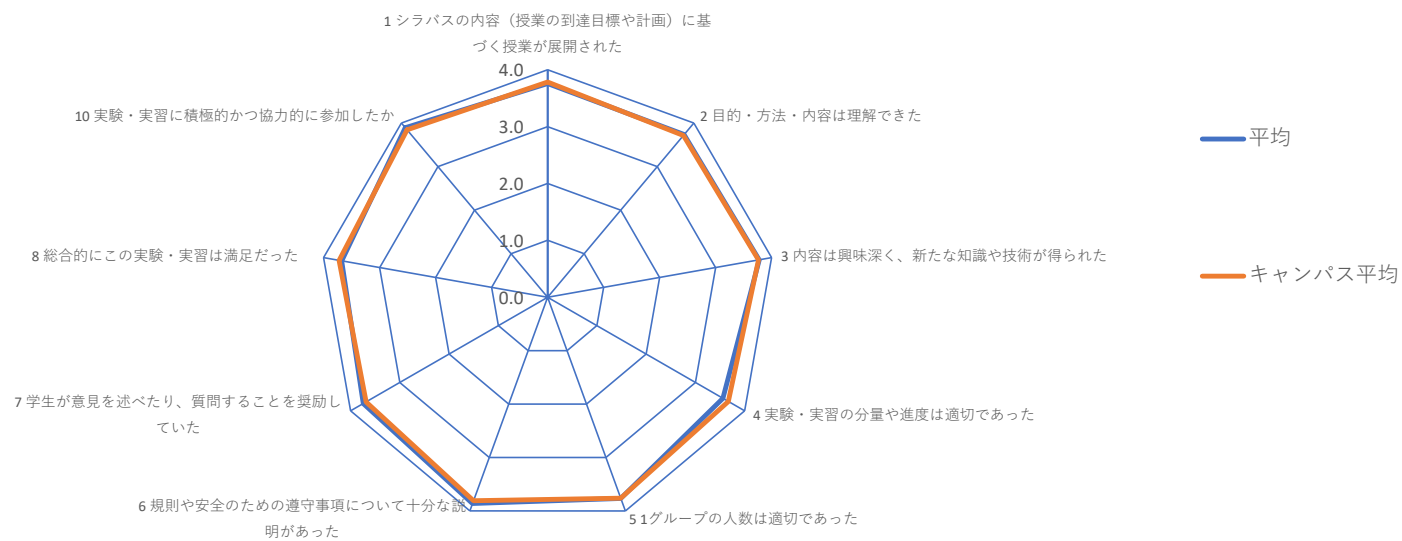 1 シラバスの内容（授業の到達目標や計画）に基
づく授業が展開された
4.0
3.0
2.0
1.0
0.0
2 目的・方法・内容は理解できた
3 内容は興味深く、新たな知識や技術が得られた
4 実験・実習の分量や進度は適切であった
5 1グループの人数は適切であった
6 規則や安全のための遵守事項について十分な説
明があった
7 学生が意見を述べたり、質問することを奨励し
ていた
8 総合的にこの実験・実習は満足だった
10 実験・実習に積極的かつ協力的に参加したか
平均
キャンパス平均